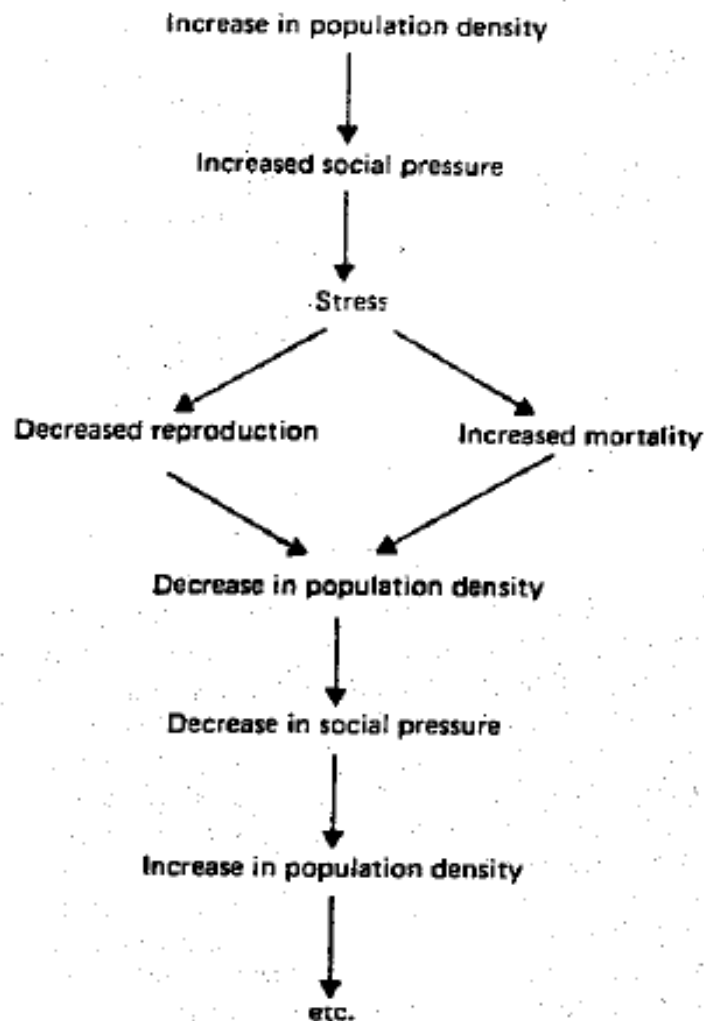 Increase in population density
Increased social pressure
Stress
Decreased reproduction
Increased mortality
Decrease in population density
Decrease in social pressure
Increase in population density
etc.